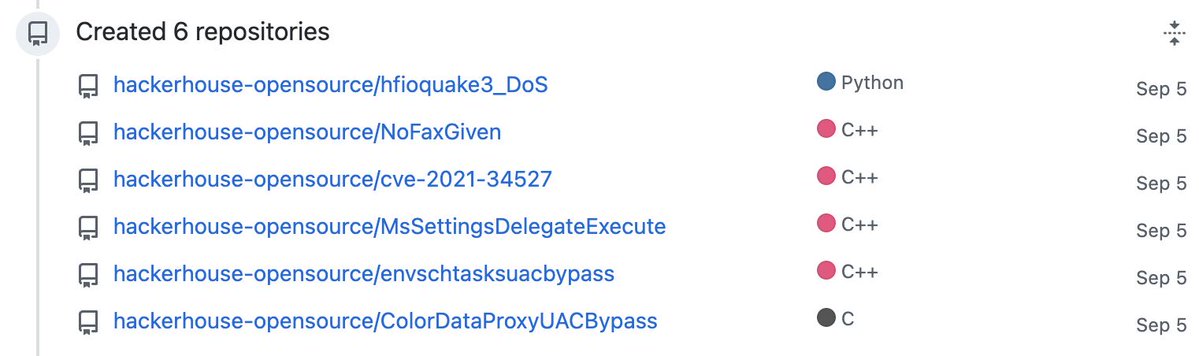 Created 6 repositories
hackerhouse-opensource/hfioquake3_DoS Python Sep 5
hackerhouse-opensource/NoFaxGiven C++ Sep 5
hackerhouse-opensource/cve-2021-34527 C++ Sep 5
hackerhouse-opensource/MsSettingsDelegateExecute C++ Sep 5
hackerhouse-opensource/envschtasksuacbypass C++ Sep 5
hackerhouse-opensource/ColorDataProxyUACBypass C Sep 5